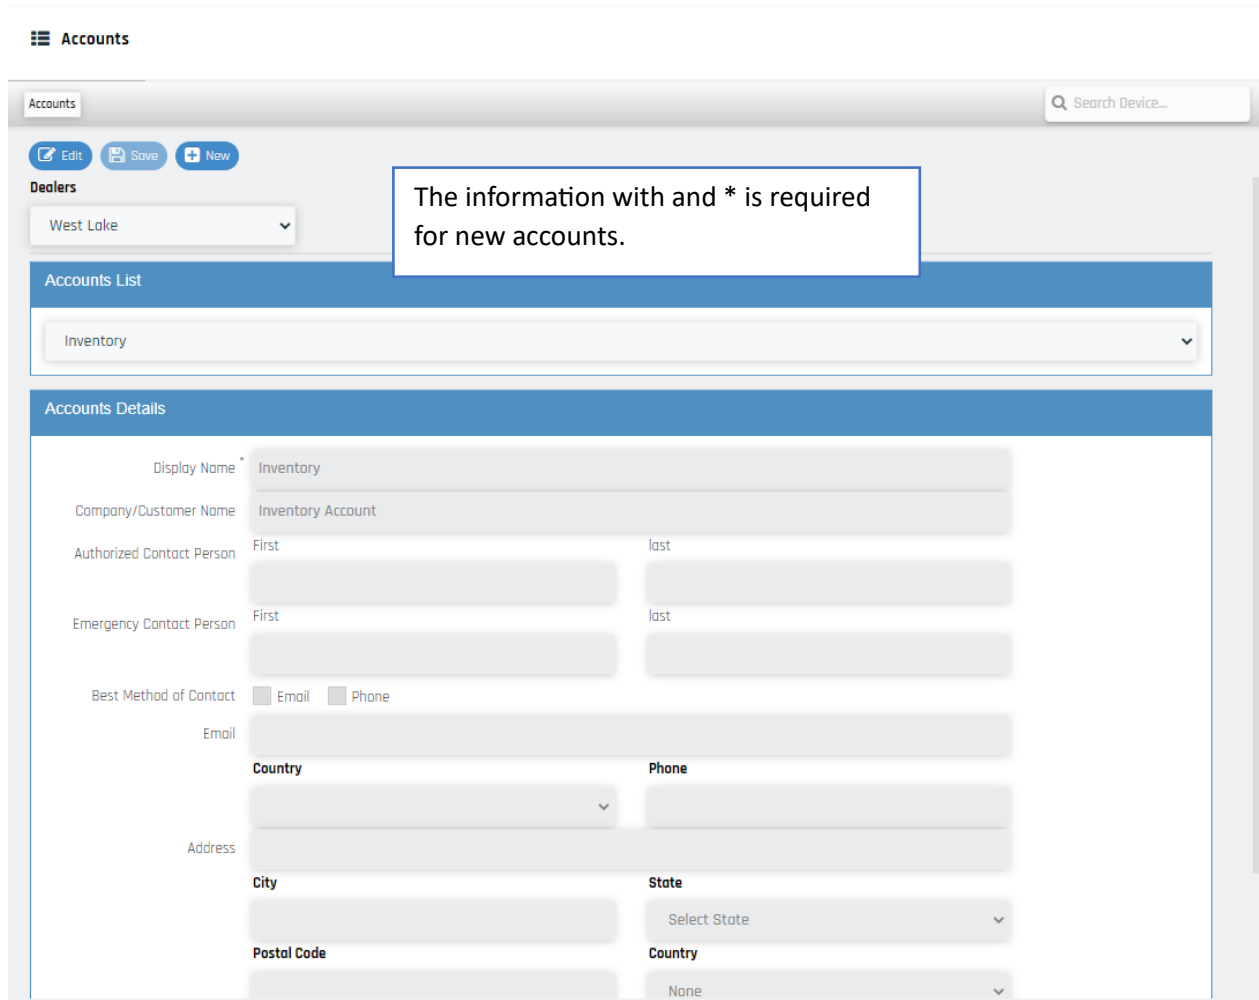 Accounts
Accounts
Search Device...
Edit Save New
Dealers
The information with and * is required
for new accounts.
West Lake
Accounts List
Inventory
Accounts Details
Display Name * Inventory
Company/Customer Name Inventory Account
Authorized Contact Person First last
Emergency Contact Person First last
Best Method of Contact Email Phone
Email
Country Phone
Address
City State
Select State
Postal Code Country
None